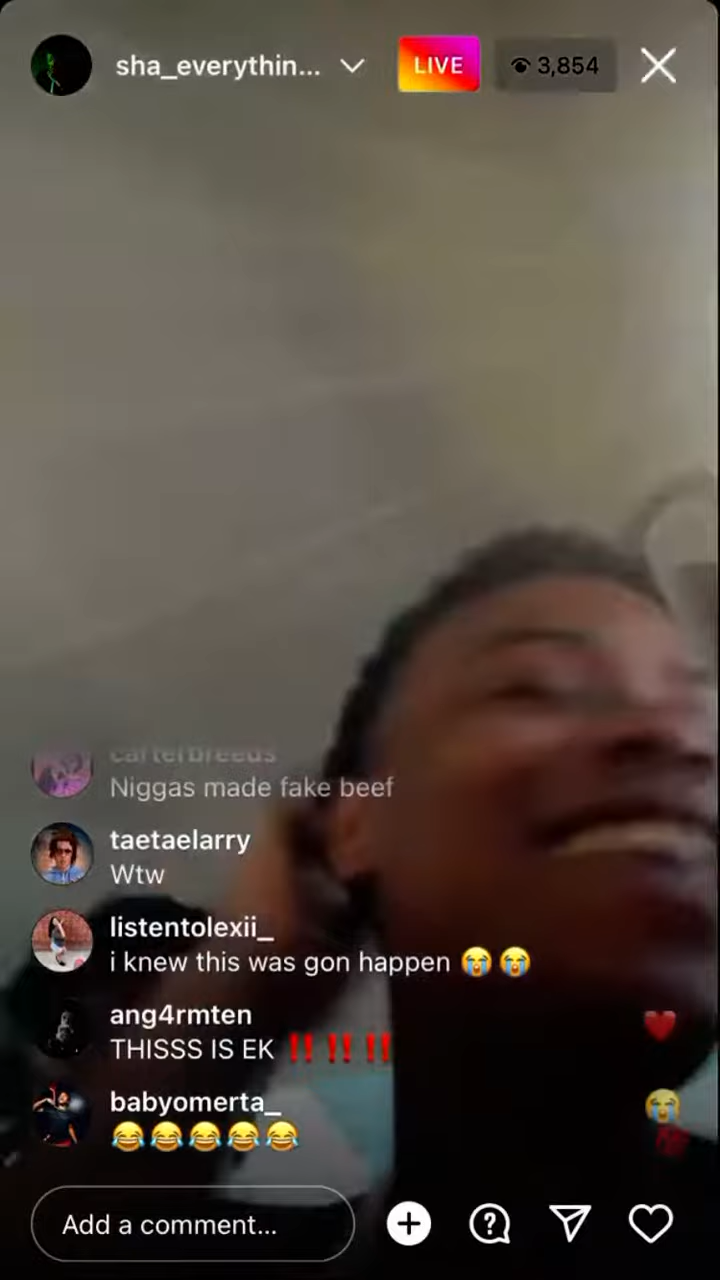 sha_everythin...
LIVE
3,854
carterbreeds
Niggas made fake beef
taetaelarry
Wtw
listentolexii_
i knew this was gon happen 😭😭
ang4rmten
THISSS IS EK ‼️‼️‼️
babyomerta_
😂😂😂😂😂
Add a comment...